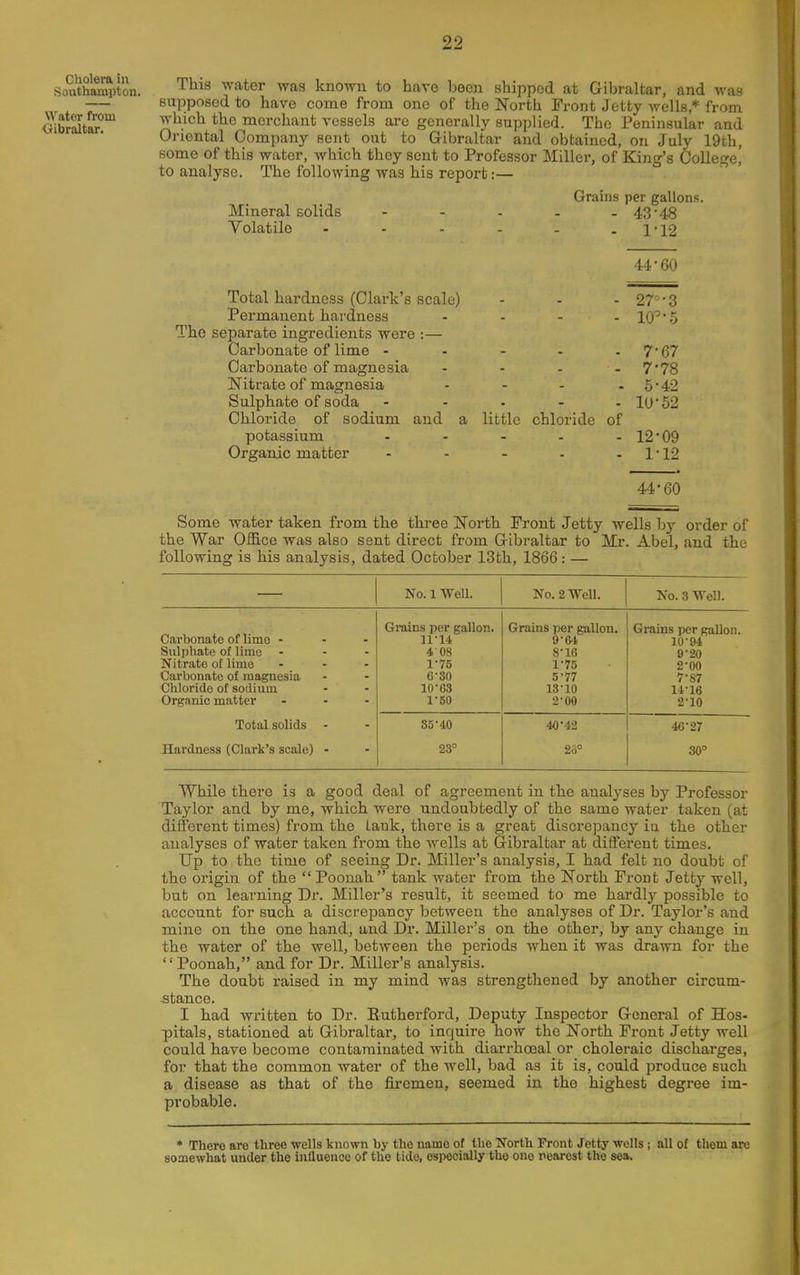 22
Cholera in
Southampton.
Water from
Gibraltar.
This water was known to have been shipped at Gibraltar, and was
supposed to have come from one of the North Front Jetty wells,* from
which the merchant vessels are generally supplied. The Peninsular and
Oriental Company sent out to Gibraltar and obtained, on July 19th,
some of this water, which they sent to Professor Miller, of King's College,
to analyse. The following was his report:—
Grains per gallons.
Mineral solids - - - - - 43·48
Volatile - - - - - - 1·12
44·60
Total hardness (Clark's scale) - - - 27°·3
Permanent hardness - - - - 10°·5
The separate ingredients were :—
Carbonate of lime - - - - - 7·67
Carbonate of magnesia - - - - 7·78
Nitrate of magnesia - - - - 5·42
Sulphate of soda - - - - - 10·52
Chloride of sodium and a little chloride of
potassium - - - - - 12·09
Organic matter - - - - - 1·12
44·60
Some water taken from the three North Front Jetty wells by order of
the War Office was also sent direct from Gibraltar to Mr. Abel, and the
following is his analysis, dated October 13th, 1866 : —
— No. 1 Well. No. 2 Well. No. 3 Well.
Grains per gallon. Grains per gallon. Grains per gallon.
Carbonate of lime - - - 11·14 9·64 10·94
Sulphate of lime - - - 4 08 8·16 9·20
Nitrate of lime - - - 1·75 1·75 2·00
Carbonate of magnesia - - 6·80 5·77 7·87
Chloride of sodium - - 10·63 13·10 14·16
Organic matter - - - 1·50 2·00 2·10
Total solids - - 35·40 40·42 46·27
Hardness (Clark's scale) - - 23° 26° 30°
While there is a good deal of agreement in the analyses by Professor
Taylor and by me, which were undoubtedly of the same water taken (at
different times) from the tank, there is a great discrepancy in the other
analyses of water taken from the wells at Gibraltar at different times.
Up to the time of seeing Dr. Miller's analysis, I had felt no doubt of
the origin of the “ Poonah ” tank water from the North Front Jetty well,
but on learning Dr. Miller's result, it seemed to me hardly possible to
account for such a discrepancy between the analyses of Dr. Taylor's and
mine on the one hand, and Dr. Miller's on the other, by any change in
the water of the well, between the periods when it was drawn for the
“Poonah,” and for Dr. Miller's analysis.
The doubt raised in my mind was strengthened by another circum-
stance.
I had written to Dr. Rutherford, Deputy Inspector General of Hos-
pitals, stationed at Gibraltar, to inquire how the North Front Jetty well
could have become contaminated with diarrhœal or choleraic discharges,
for that the common water of the well, bad as it is, could produce such
a disease as that of the firemen, seemed in the highest degree im-
probable.
* There are three wells known by the name of the North Front Jetty wells ; all of them are
somewhat under the influence of the tide, especially the one nearest the sea.